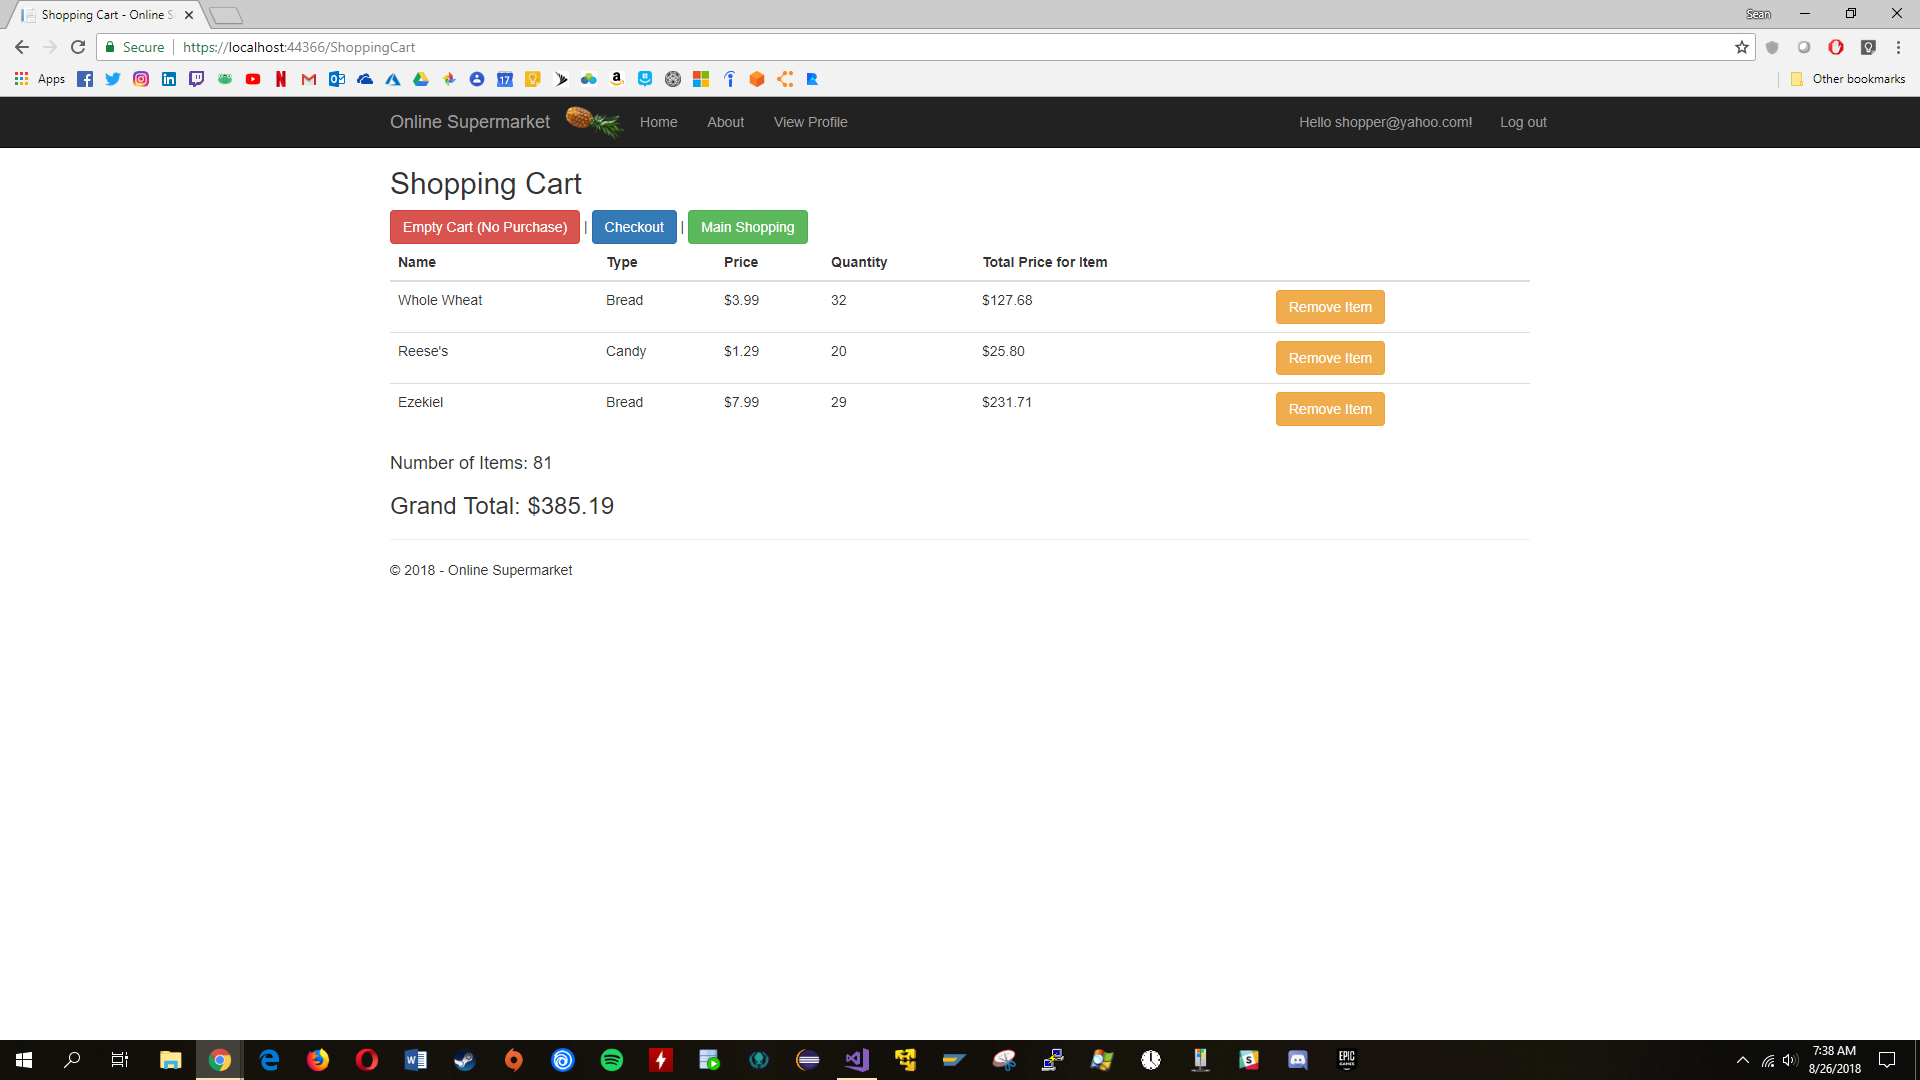 Shopping Cart - Online S
Sean
Secure
https://localhost:44366/ShoppingCart
Apps
17
Other bookmarks
Online Supermarket
Home
About
View Profile
Hello shopper@yahoo.com!
Log out
Shopping Cart
Empty Cart (No Purchase) | Checkout | Main Shopping
Name Type Price Quantity Total Price for Item
Whole Wheat Bread $3.99 32 $127.68 Remove Item
Reese's Candy $1.29 20 $25.80 Remove Item
Ezekiel Bread $7.99 29 $231.71 Remove Item
Number of Items: 81
Grand Total: $385.19
© 2018 - Online Supermarket
EPIC GAMES
7:38 AM
8/26/2018